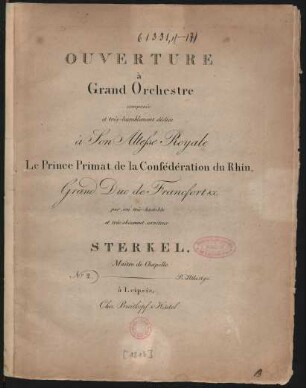 OUVERTURE
à
Grand Orchestre
composée
et très-humblement dédiée
à Son Altesse Royale
Le Prince Primat de la Confédération du Rhin,
Grand Duc de Francfort &c.
par son très-humble
et très obéissant serviteur
STERKEL.
Maître de Chapelle
No 2.
à Leipsic,
Chez Breitkopf & Härtel